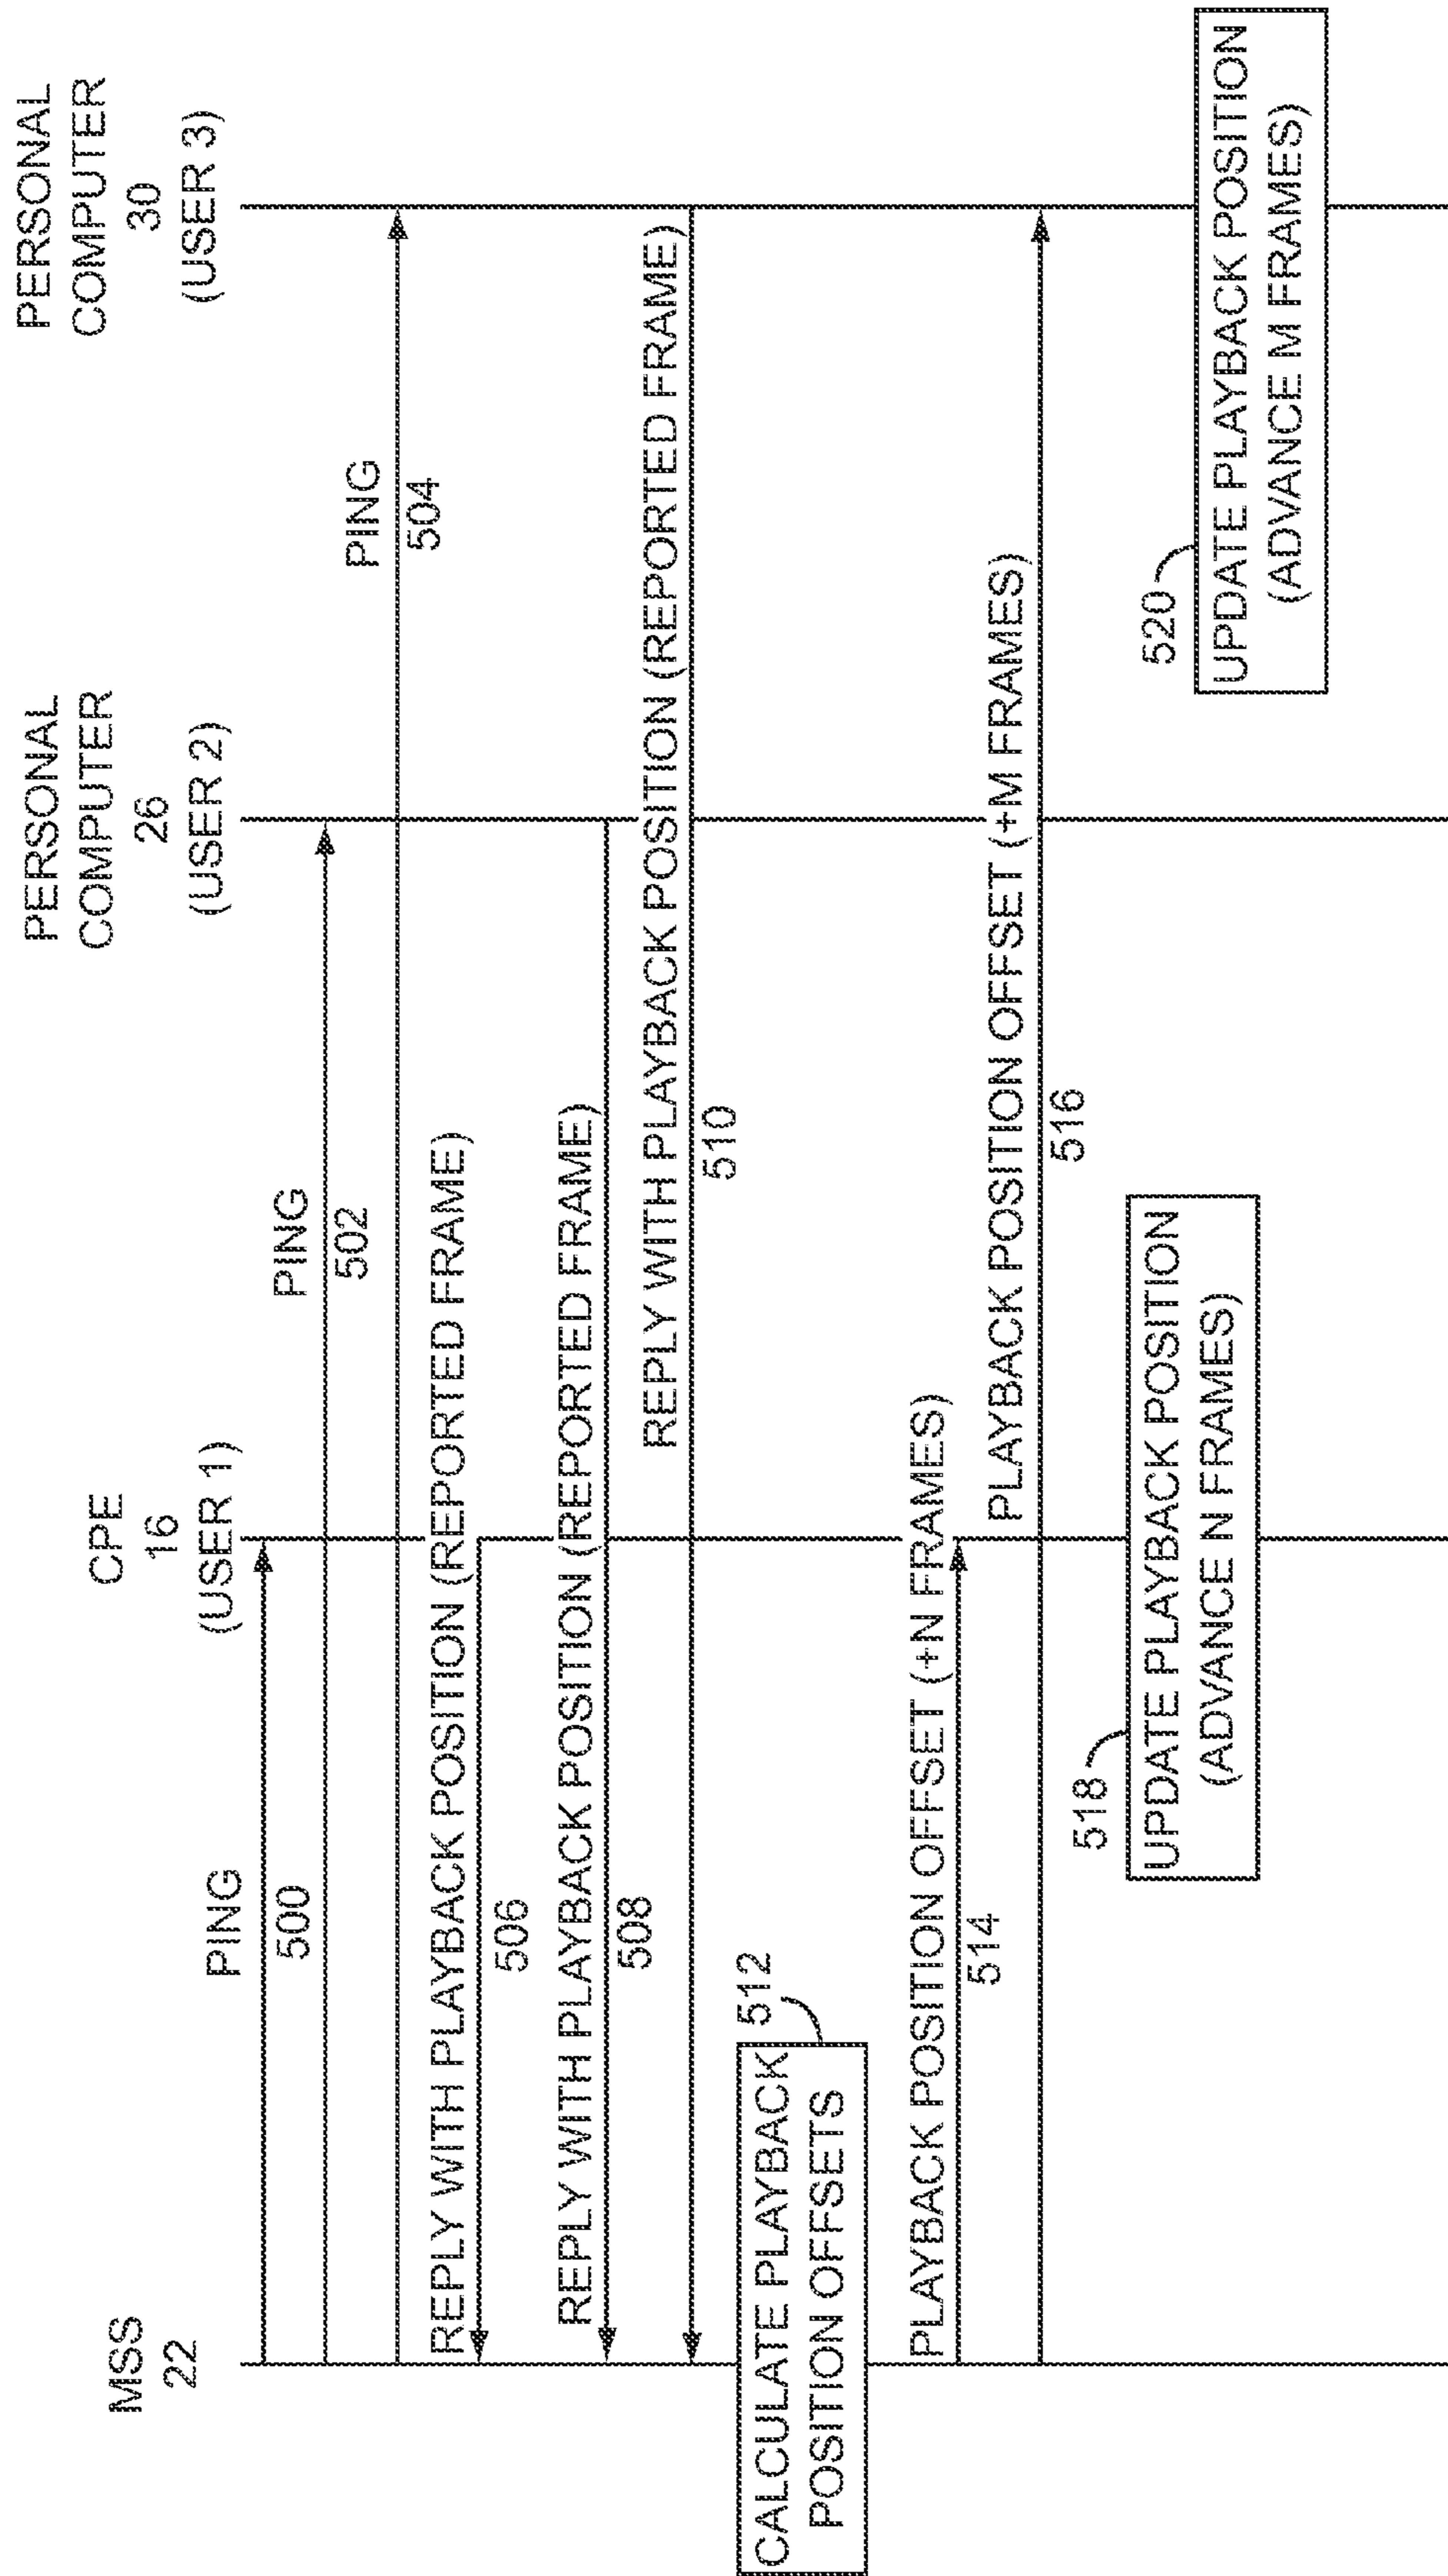 MSS
22
CPE
16
(USER 1)
PERSONAL
COMPUTER
26
(USER 2)
PERSONAL
COMPUTER
30
(USER 3)
PING
500
PING
502
PING
504
REPLY WITH PLAYBACK POSITION (REPORTED FRAME)
506
REPLY WITH PLAYBACK POSITION (REPORTED FRAME)
508
REPLY WITH PLAYBACK POSITION (REPORTED FRAME)
510
CALCULATE PLAYBACK
POSITION OFFSETS
512
PLAYBACK POSITION OFFSET (+N FRAMES)
514
PLAYBACK POSITION OFFSET (+M FRAMES)
516
518
UPDATE PLAYBACK POSITION
(ADVANCE N FRAMES)
520
UPDATE PLAYBACK POSITION
(ADVANCE M FRAMES)